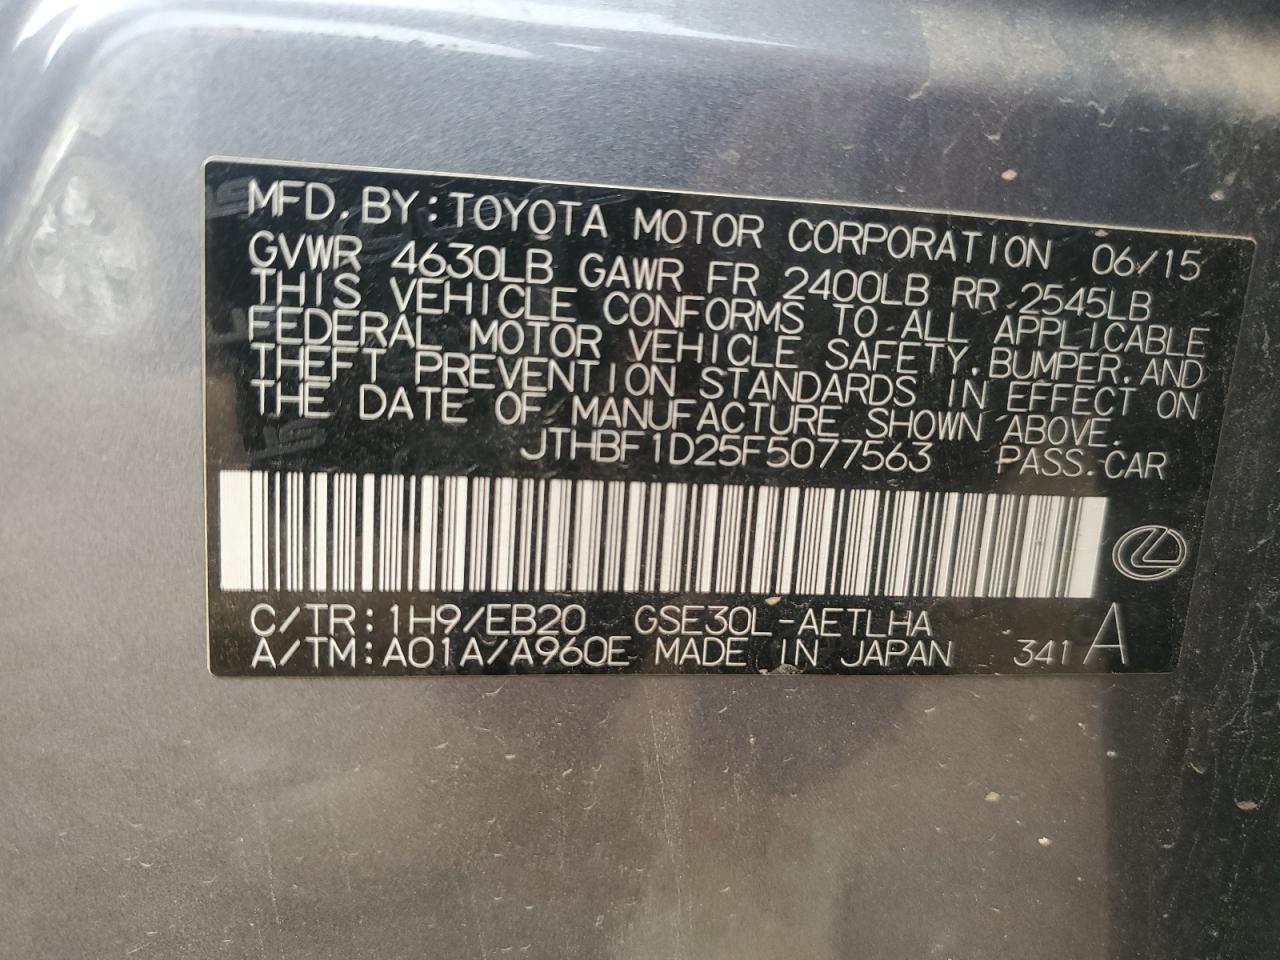 MFD. BY: TOYOTA MOTOR CORPORATION 06/15
GVWR 4630LB GAWR FR 2400LB RR 2545LB
THIS VEHICLE CONFORMS TO ALL APPLICABLE
FEDERAL MOTOR VEHICLE SAFETY, BUMPER, AND
THEFT PREVENTION STANDARDS IN EFFECT ON
THE DATE OF MANUFACTURE SHOWN ABOVE.
JTHBF1D25F5077563 PASS. CAR
C/TR: 1H9/EB20 GSE30L-AETLHA
A/TM: A01A/A960E MADE IN JAPAN 341 A